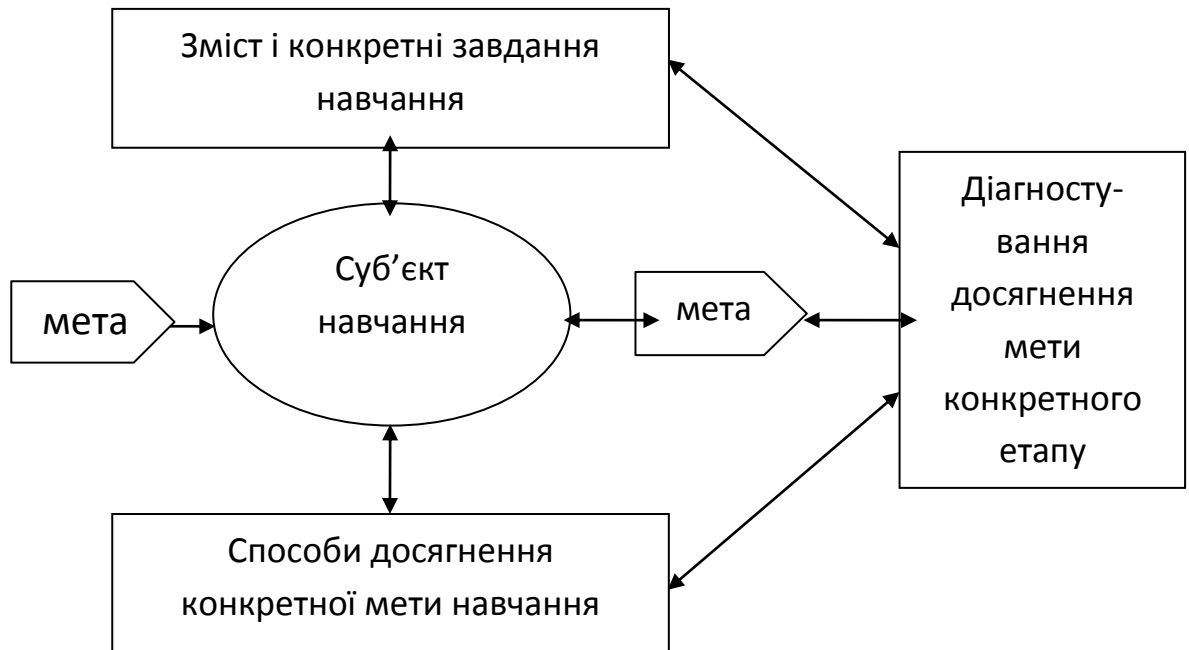 Зміст і конкретні завдання
навчання
мета
Суб’єкт
навчання
мета
Діагносту-
вання
досягнення
мети
конкретного
етапу
Способи досягнення
конкретної мети навчання